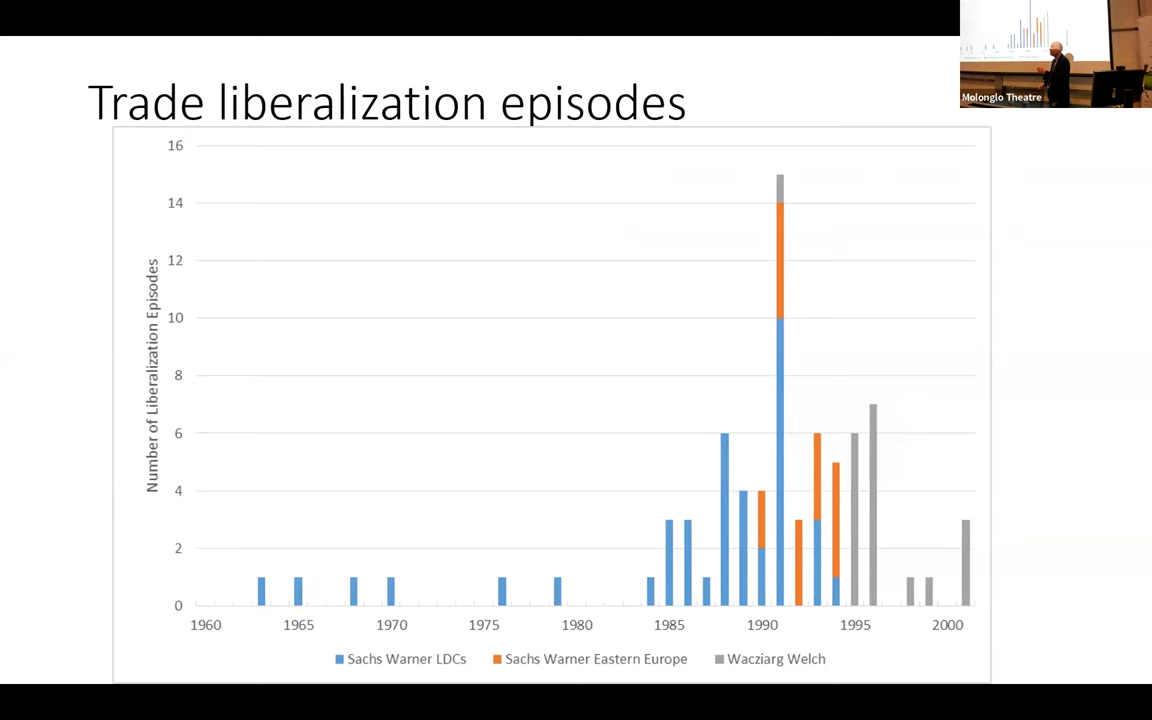 Trade liberalization episodes
Molonglo Theatre
Number of Liberalization Episodes
16
14
12
10
8
6
4
2
0
1960 1965 1970 1975 1980 1985 1990 1995 2000
Sachs Warner LDCs Sachs Warner Eastern Europe Wacziarg Welch